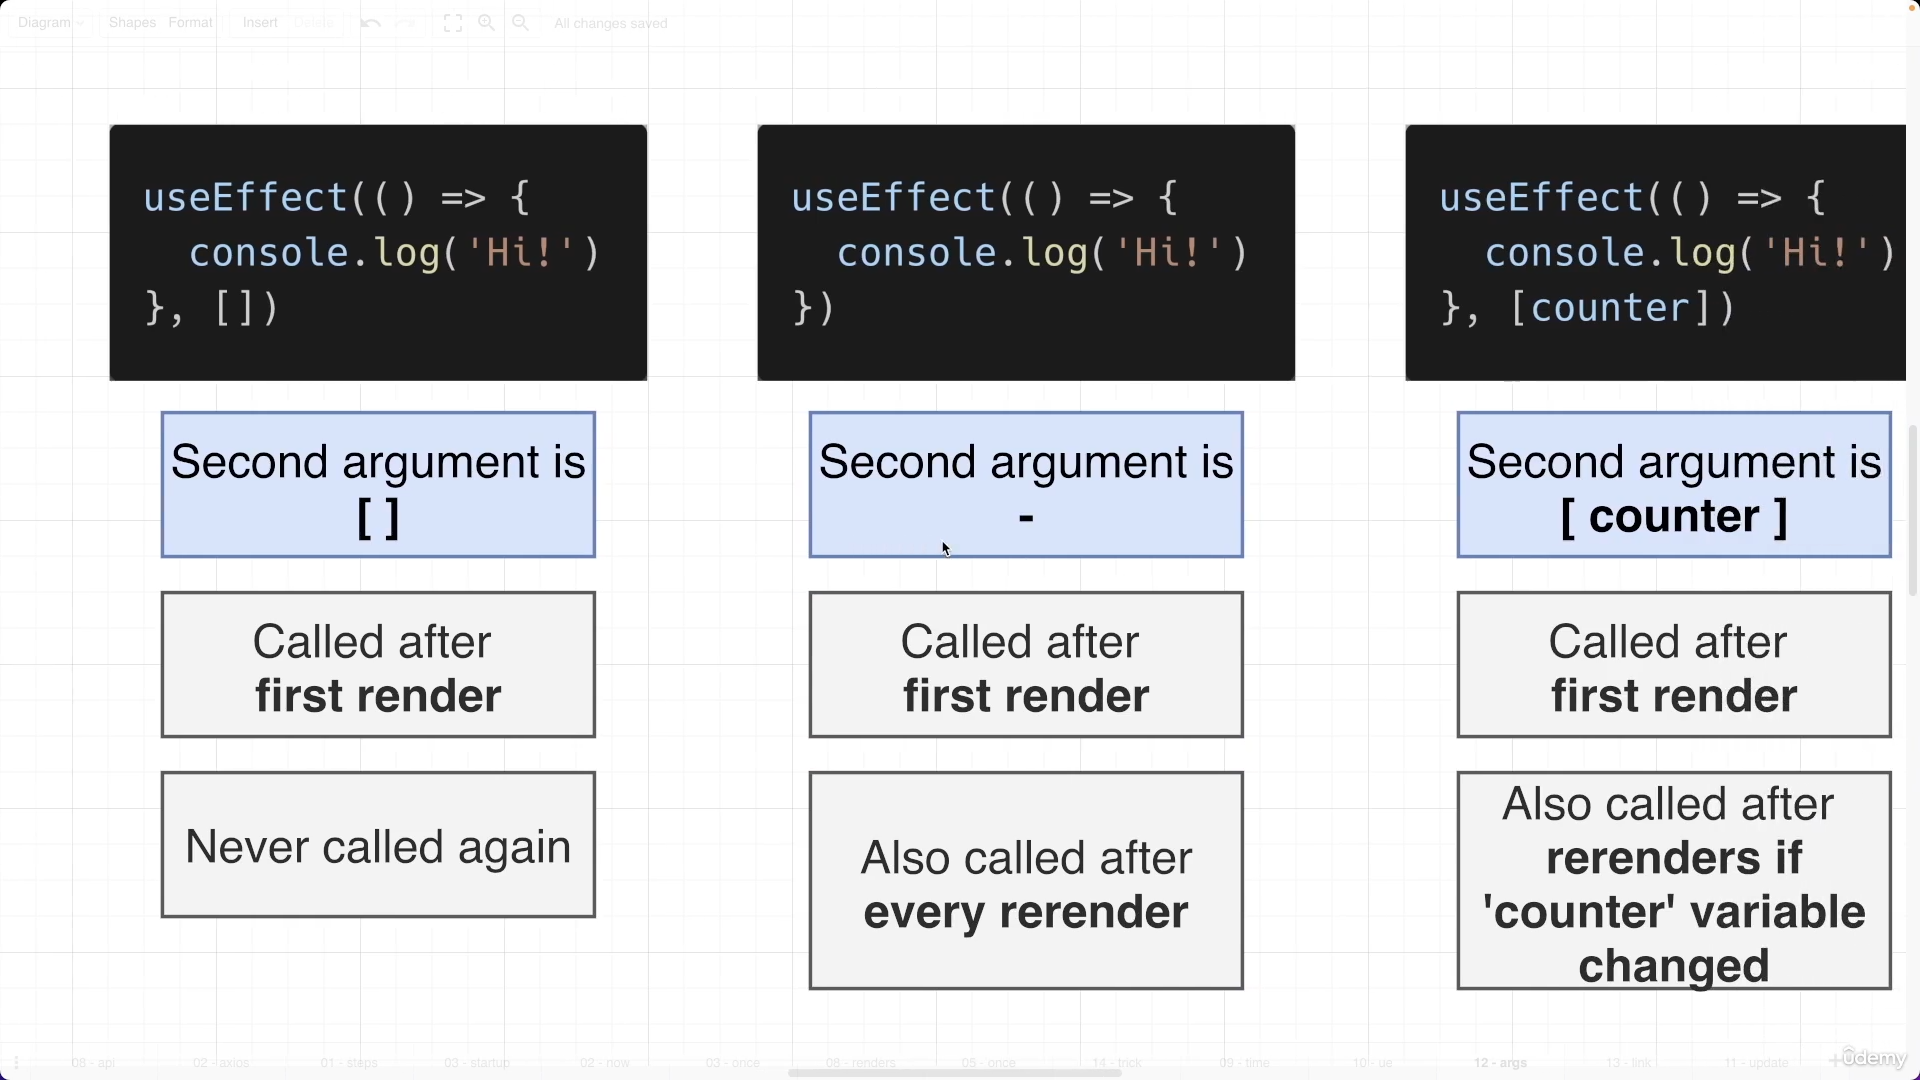 Diagram Shapes Format Insert Delete All changes saved
useEffect(() => {
console.log('Hi!')
}, [])
Second argument is
[ ]
Called after
first render
Never called again
useEffect(() => {
console.log('Hi!')
})
Second argument is
-
Called after
first render
Also called after
every rerender
useEffect(() => {
console.log('Hi!')
}, [counter])
Second argument is
[ counter ]
Called after
first render
Also called after
rerenders if
'counter' variable
changed
08 - api 02 - axios 01 - steps 03 - startup 02 - now 03 - once 06 - renders 05 - once 14 - trick 09 - time 10 - ue 12 - args 13 - link 11 - update
ûdemy